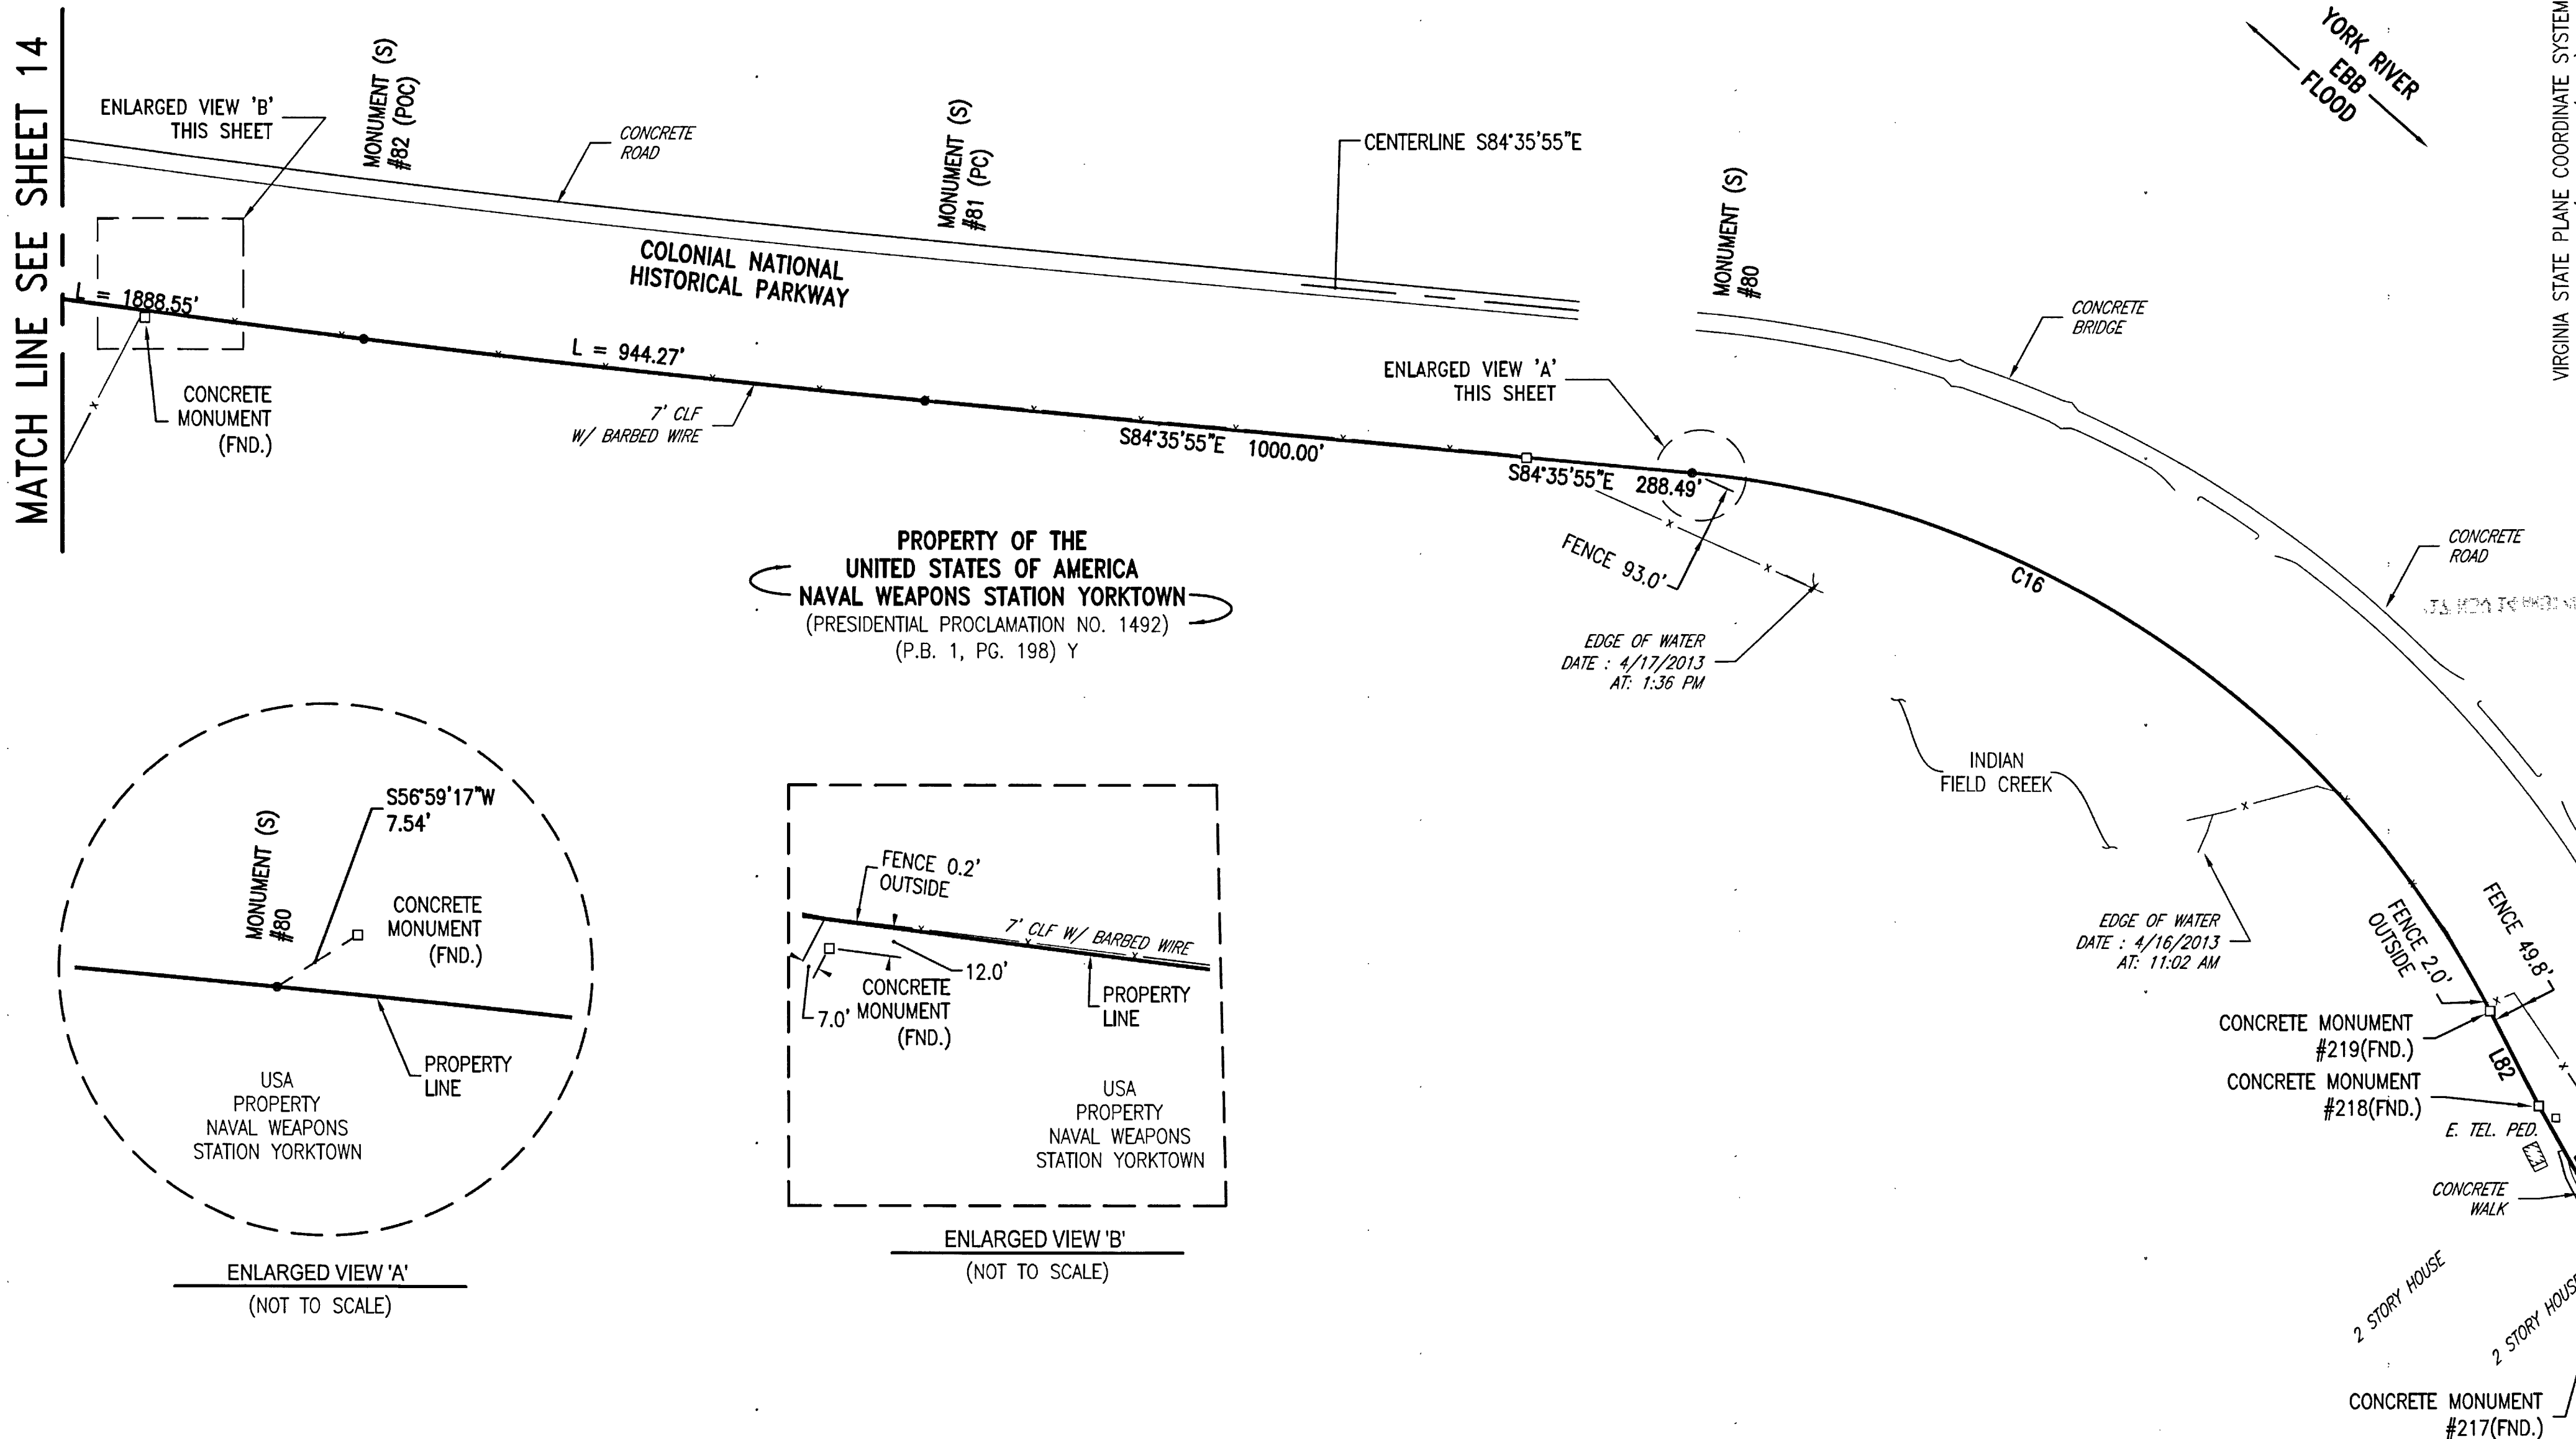 MATCH LINE SEE SHEET 14
ENLARGED VIEW 'B'
THIS SHEET
MONUMENT (S)
#82 (POC)
CONCRETE
ROAD
MONUMENT (S)
#81 (PC)
CENTERLINE S84°35'55"E
MONUMENT (S)
#80
YORK RIVER
EBB
FLOOD
VIRGINIA STATE PLANE COORDINATE SYSTEM
COLONIAL NATIONAL
HISTORICAL PARKWAY
L = 1888.55'
CONCRETE
MONUMENT
(FND.)
L = 944.27'
7' CLF
W/ BARBED WIRE
S84°35'55"E 1000.00'
ENLARGED VIEW 'A'
THIS SHEET
S84°35'55"E 288.49'
CONCRETE
BRIDGE
FENCE 93.0'
C16
CONCRETE
ROAD
PROPERTY OF THE
UNITED STATES OF AMERICA
NAVAL WEAPONS STATION YORKTOWN
(PRESIDENTIAL PROCLAMATION NO. 1492)
(P.B. 1, PG. 198) Y
EDGE OF WATER
DATE : 4/17/2013
AT: 1:36 PM
INDIAN
FIELD CREEK
MONUMENT (S)
#80
S56°59'17"W
7.54'
CONCRETE
MONUMENT
(FND.)
PROPERTY
LINE
USA
PROPERTY
NAVAL WEAPONS
STATION YORKTOWN
ENLARGED VIEW 'A'
(NOT TO SCALE)
FENCE 0.2'
OUTSIDE
7' CLF W/ BARBED WIRE
12.0'
7.0'
CONCRETE
MONUMENT
(FND.)
PROPERTY
LINE
USA
PROPERTY
NAVAL WEAPONS
STATION YORKTOWN
ENLARGED VIEW 'B'
(NOT TO SCALE)
EDGE OF WATER
DATE : 4/16/2013
AT: 11:02 AM
FENCE 2.0'
OUTSIDE
FENCE 49.8'
CONCRETE MONUMENT
#219(FND.)
L82
CONCRETE MONUMENT
#218(FND.)
E. TEL. PED.
CONCRETE
WALK
2 STORY HOUSE
2 STORY HOUSE
CONCRETE MONUMENT
#217(FND.)